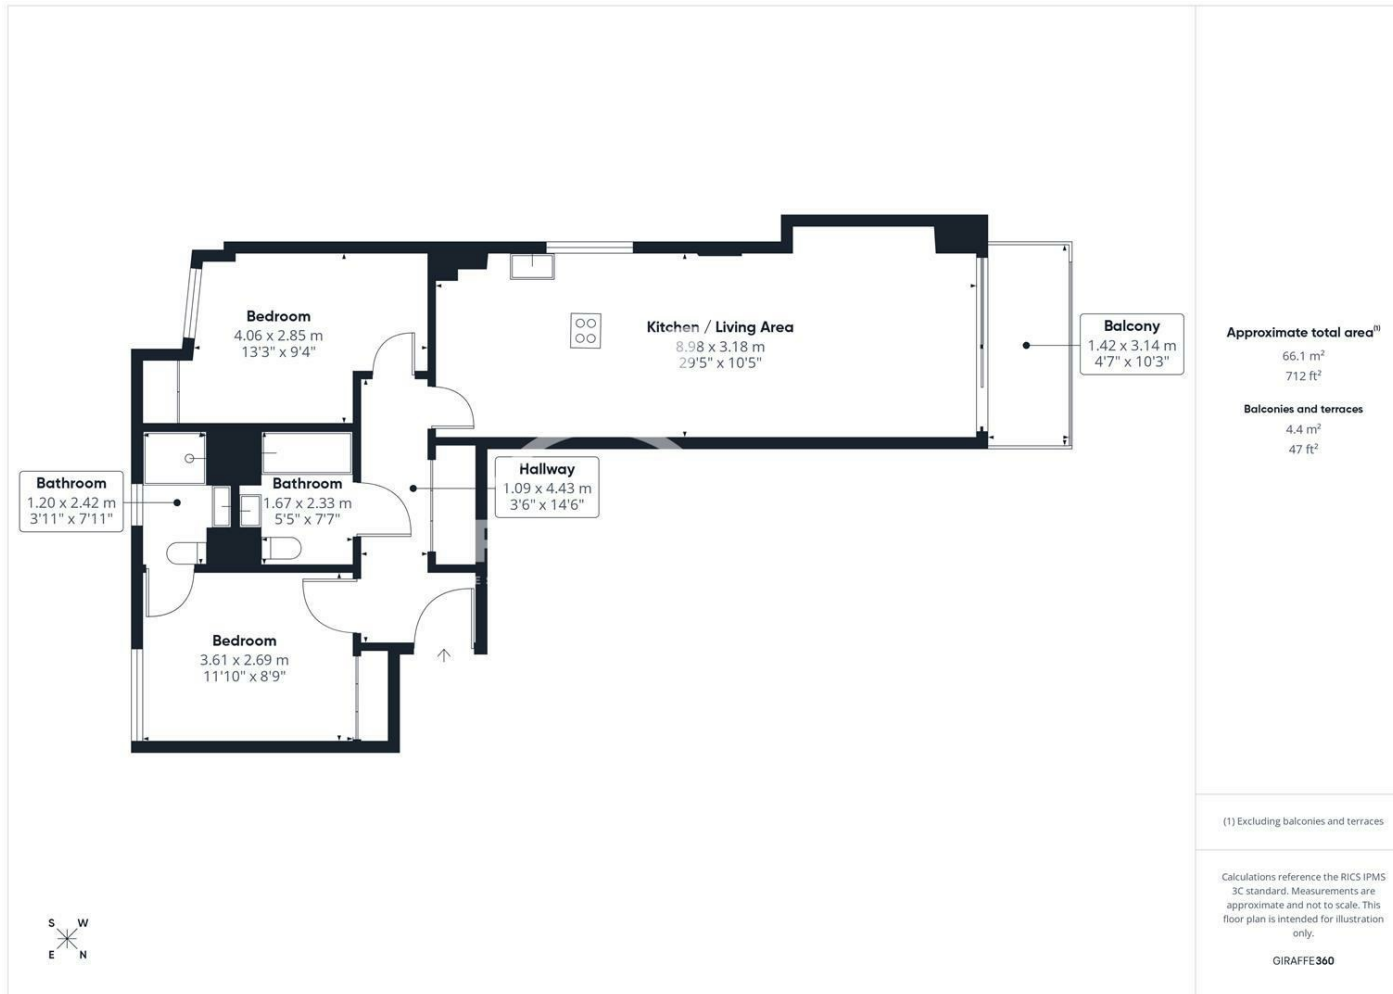 Bedroom
4.06 x 2.85 m
13'3" x 9'4"
Kitchen / Living Area
8.98 x 3.18 m
29'5" x 10'5"
Balcony
1.42 x 3.14 m
4'7" x 10'3"
Bathroom
1.20 x 2.42 m
3'11" x 7'11"
Bathroom
1.67 x 2.33 m
5'5" x 7'7"
Hallway
1.09 x 4.43 m
3'6" x 14'6"
Bedroom
3.61 x 2.69 m
11'10" x 8'9"
S W
E N
Approximate total area(1)
66.1 m²
712 ft²
Balconies and terraces
4.4 m²
47 ft²
(1) Excluding balconies and terraces
Calculations reference the RICS IPMS
3C standard. Measurements are
approximate and not to scale. This
floor plan is intended for illustration
only.
GIRAFFE360